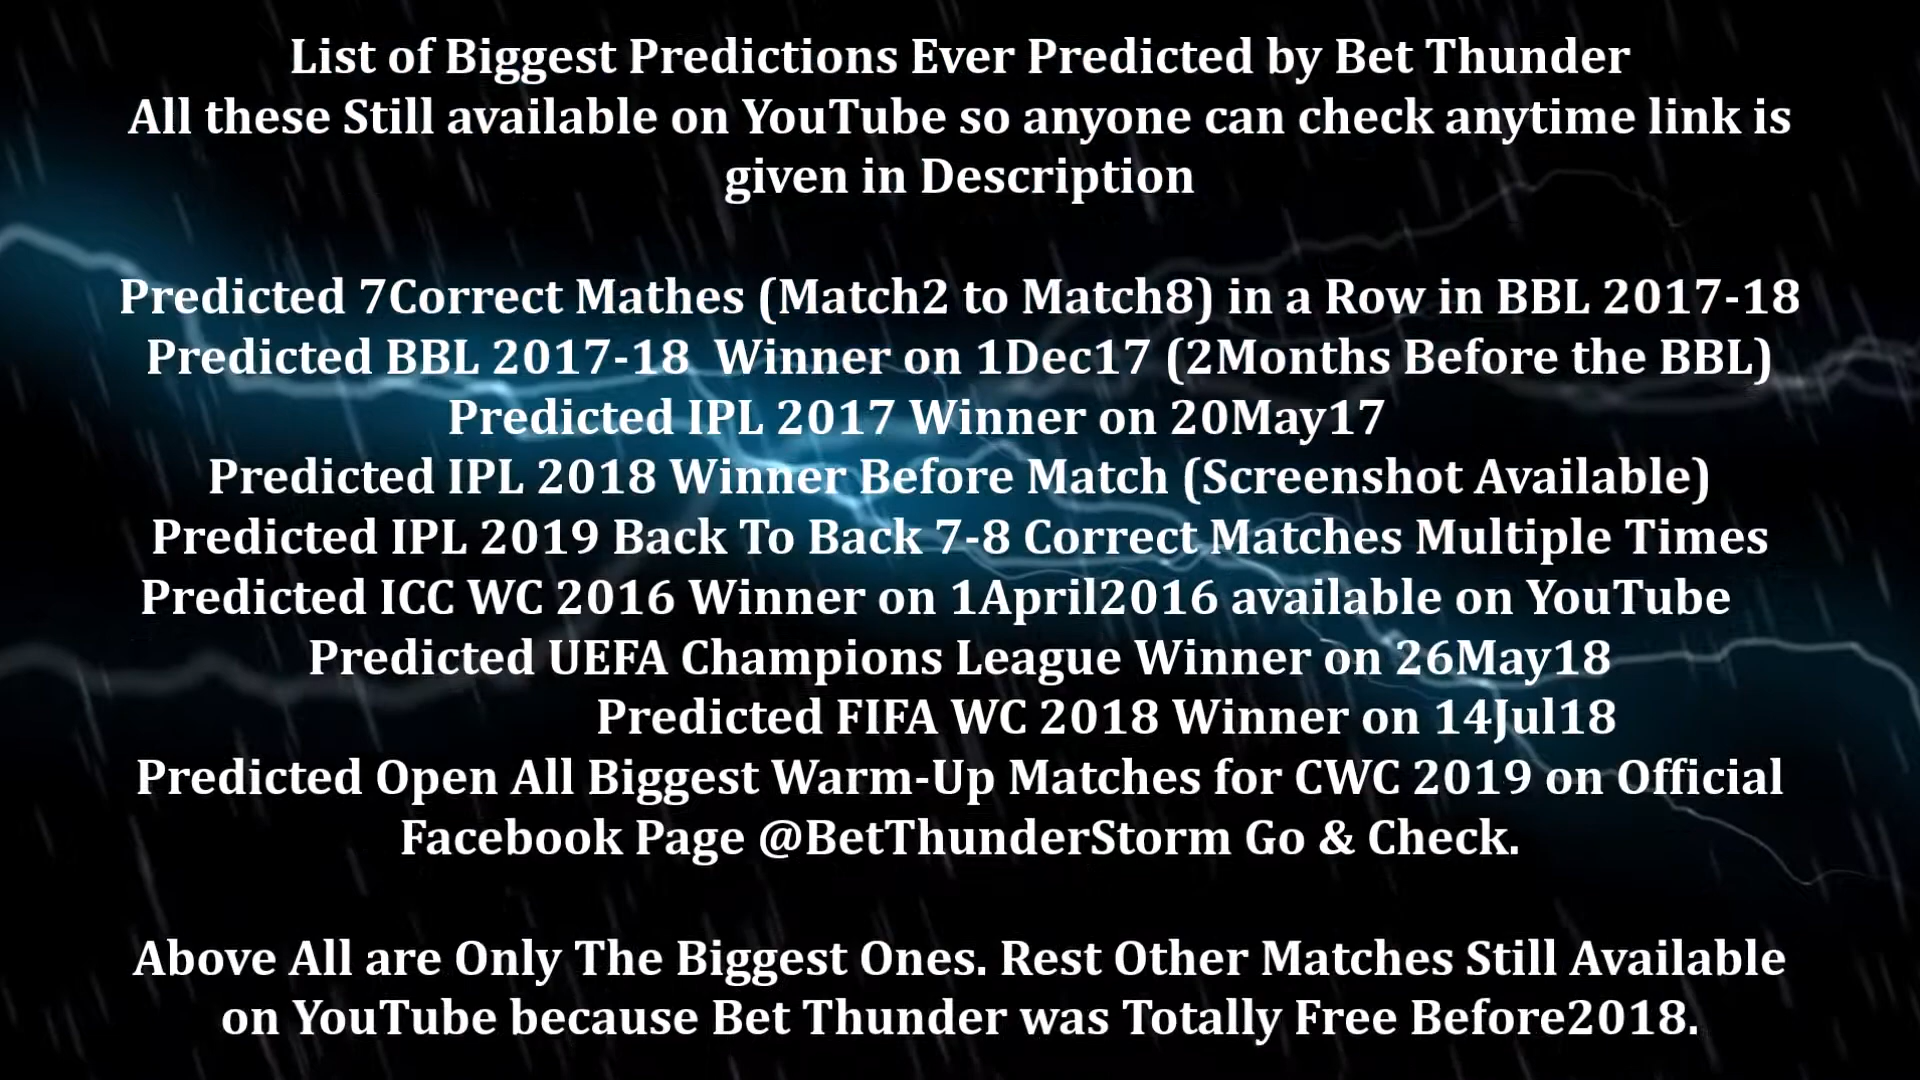 List of Biggest Predictions Ever Predicted by Bet Thunder
All these Still available on YouTube so anyone can check anytime link is
given in Description
Predicted 7Correct Mathes (Match2 to Match8) in a Row in BBL 2017-18
Predicted BBL 2017-18 Winner on 1Dec17 (2Months Before the BBL)
Predicted IPL 2017 Winner on 20May17
Predicted IPL 2018 Winner Before Match (Screenshot Available)
Predicted IPL 2019 Back To Back 7-8 Correct Matches Multiple Times
Predicted ICC WC 2016 Winner on 1April2016 available on YouTube
Predicted UEFA Champions League Winner on 26May18
Predicted FIFA WC 2018 Winner on 14Jul18
Predicted Open All Biggest Warm-Up Matches for CWC 2019 on Official
Facebook Page @BetThunderStorm Go & Check.
Above All are Only The Biggest Ones. Rest Other Matches Still Available
on YouTube because Bet Thunder was Totally Free Before2018.